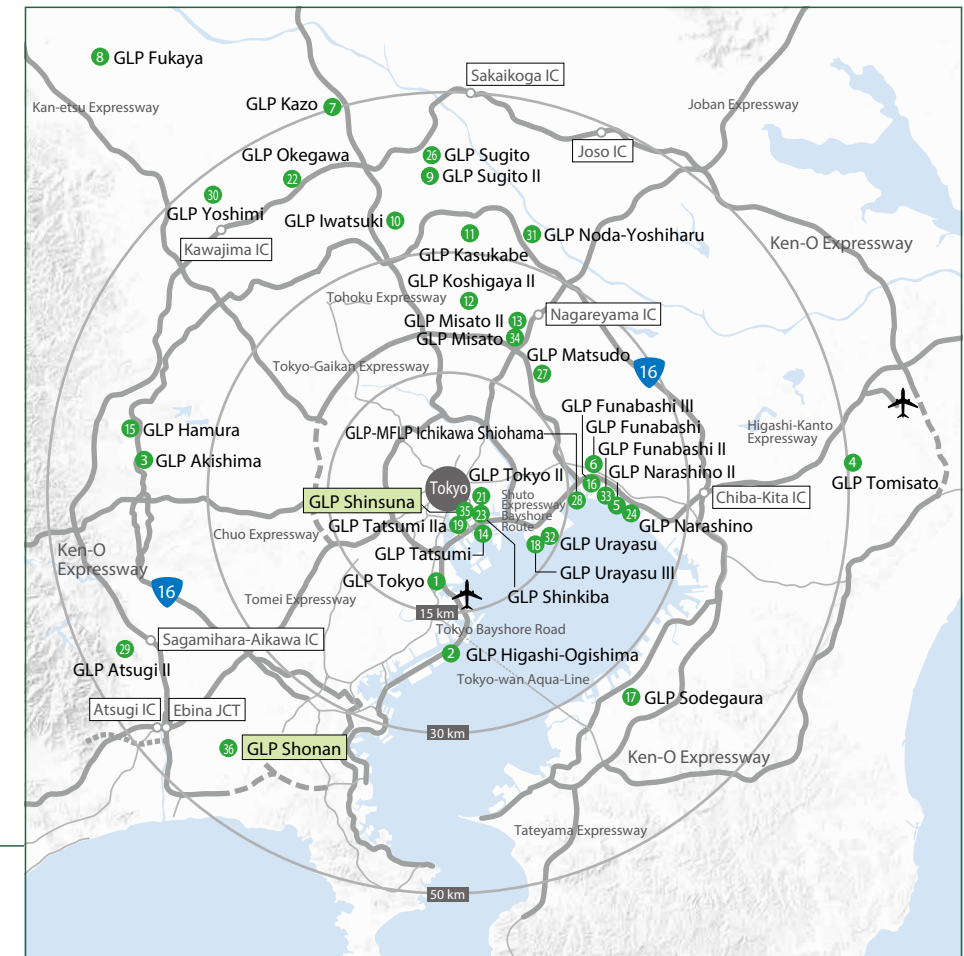 Sakaikoga IC
8 GLP Fukaya
Kan-etsu Expressway
GLP Kazo 7
Joban Expressway
Joso IC
GLP Okegawa
22
26 GLP Sugito
9 GLP Sugito II
30
GLP Yoshimi
GLP Iwatsuki 10
11
GLP Kasukabe
31 GLP Noda-Yoshiharu
Ken-O Expressway
Kawajima IC
GLP Koshigaya II
12
Tohoku Expressway
Nagareyama IC
GLP Misato II 13
GLP Misato 34
GLP Matsudo
27
16
Tokyo-Gaikan Expressway
GLP Funabashi III
GLP Funabashi
GLP-MFLP Ichikawa Shiohama
GLP Funabashi II
Higashi-Kanto
Expressway
15 GLP Hamura
3 GLP Akishima
6
4
GLP Tomisato
GLP Narashino II
GLP Tokyo II
Tokyo
21
16
28
33
5
24
GLP Narashino
Chiba-Kita IC
Shuto
Expressway
Bayshore
Route
GLP Shinsuna
35
23
GLP Tatsumi IIa 19
14
GLP Tatsumi
Chuo Expressway
18
32
GLP Urayasu
GLP Urayasu III
GLP Shinkiba
Ken-O
Expressway
16
GLP Tokyo 1
Tomei Expressway
15 km
Tokyo Bayshore Road
Sagamihara-Aikawa IC
29
GLP Atsugi II
2 GLP Higashi-Ogishima
Tokyo-wan Aqua-Line
17 GLP Sodegaura
Atsugi IC
Ebina JCT
30 km
36 GLP Shonan
Ken-O Expressway
Tateyama Expressway
50 km